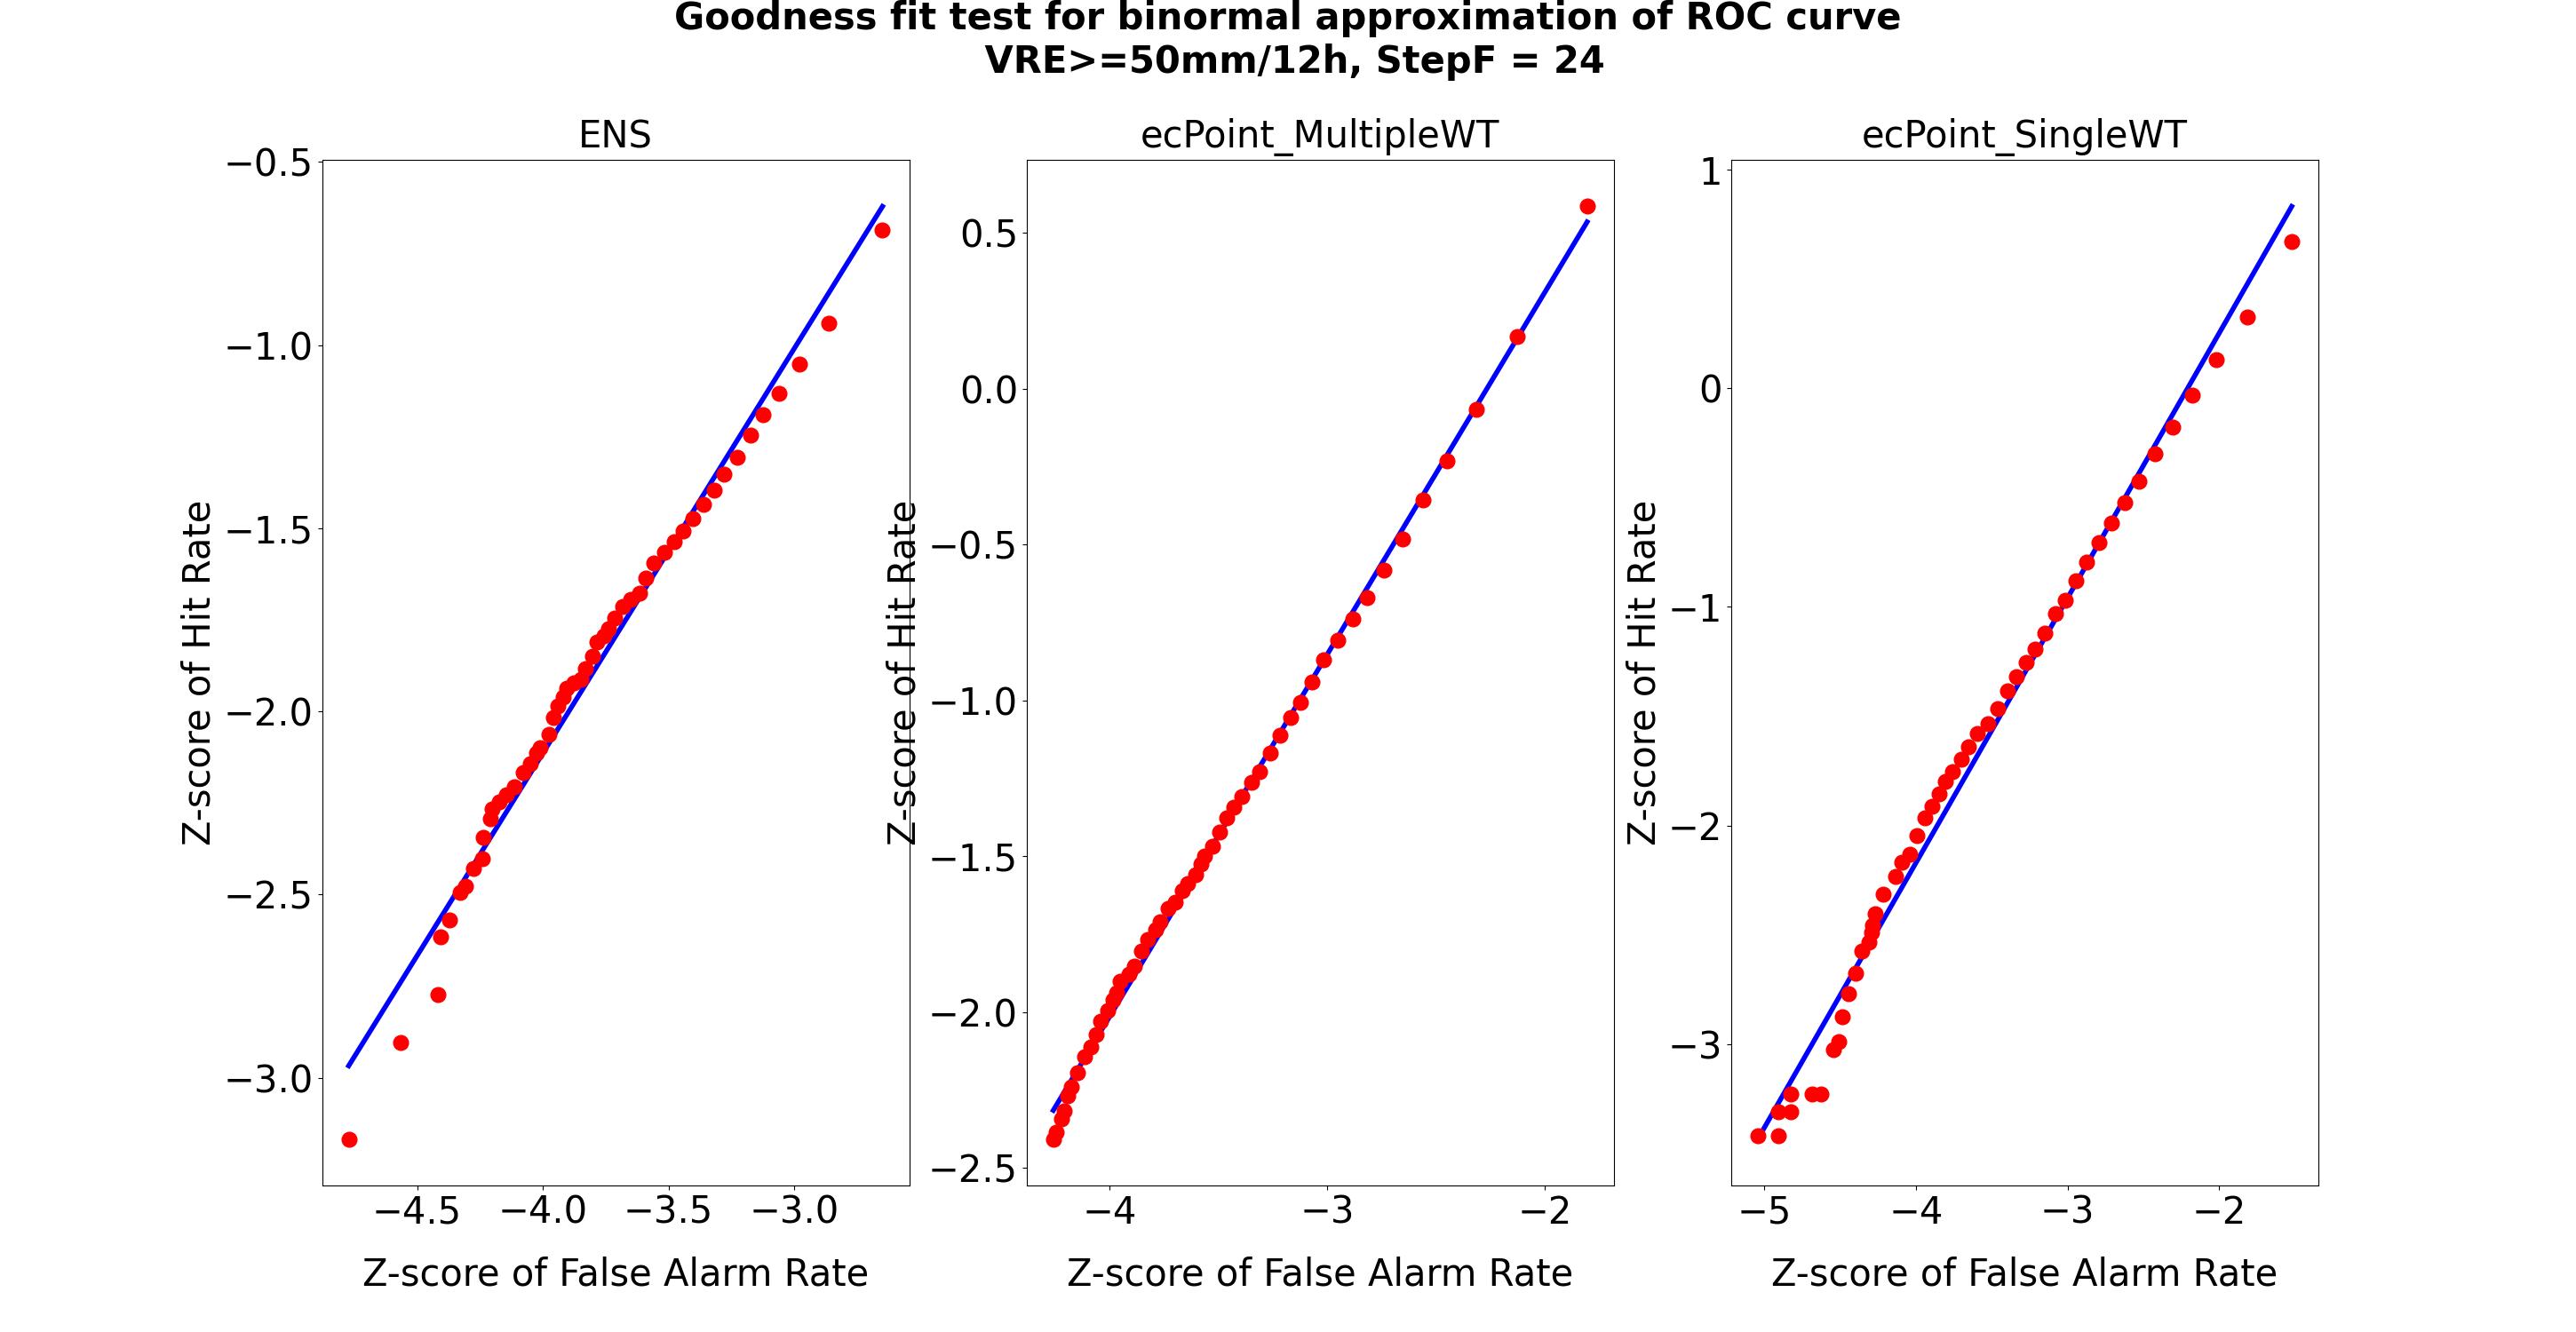 Goodness fit test for binormal approximation of ROC curve
VRE>=50mm/12h, StepF = 24
ENS
−0.5
−1.0
−1.5
−2.0
−2.5
−3.0
Z-score of Hit Rate
−4.5 −4.0 −3.5 −3.0
Z-score of False Alarm Rate
ecPoint_MultipleWT
0.5
0.0
−0.5
−1.0
−1.5
−2.0
−2.5
Z-score of Hit Rate
−4 −3 −2
Z-score of False Alarm Rate
ecPoint_SingleWT
1
0
−1
−2
−3
Z-score of Hit Rate
−5 −4 −3 −2
Z-score of False Alarm Rate